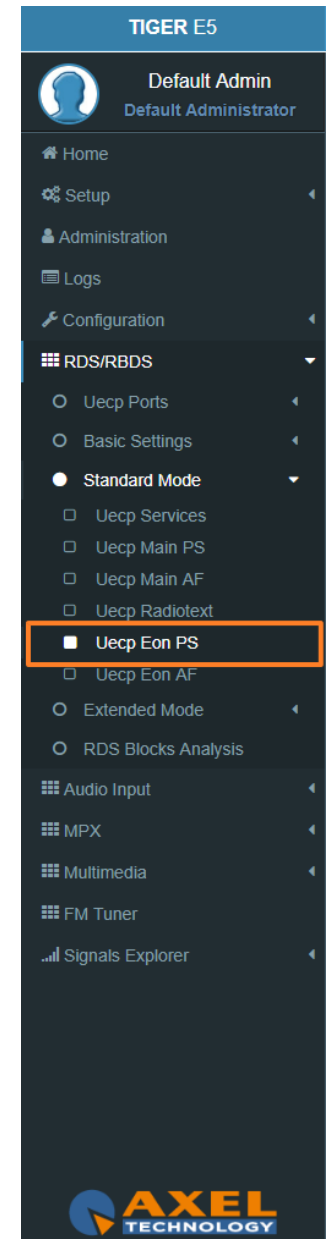 TIGER E5
Default Admin
Default Administrator
Home
Setup
Administration
Logs
Configuration
RDS/RBDS
Uecp Ports
Basic Settings
Standard Mode
Uecp Services
Uecp Main PS
Uecp Main AF
Uecp Radiotext
Uecp Eon PS
Uecp Eon AF
Extended Mode
RDS Blocks Analysis
Audio Input
MPX
Multimedia
FM Tuner
Signals Explorer
AXEL
TECHNOLOGY